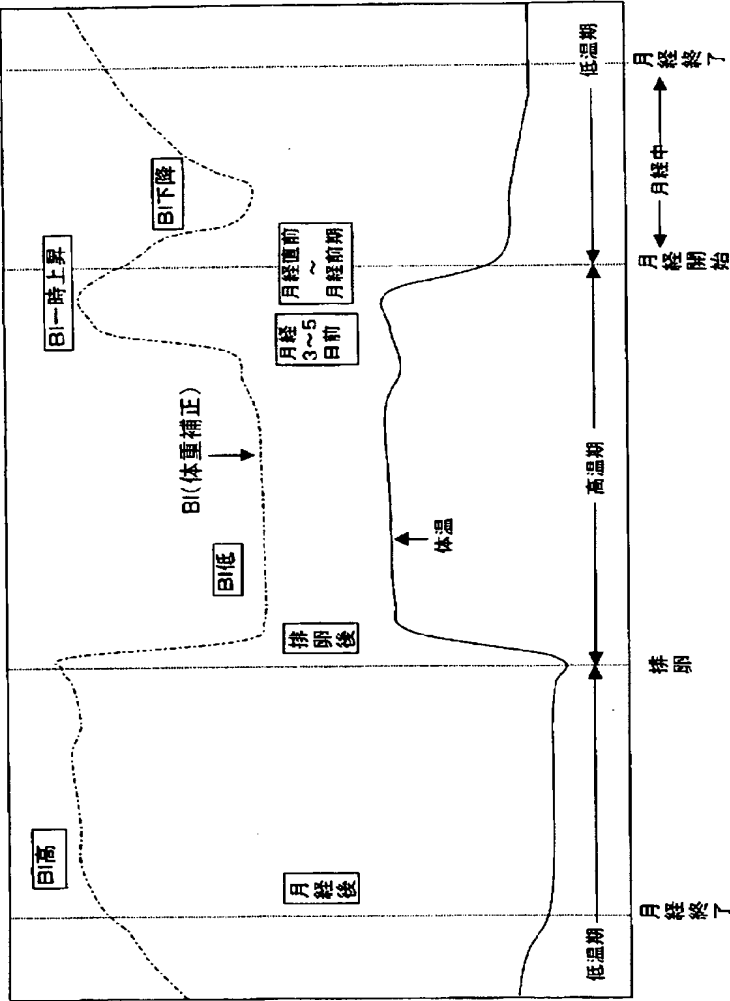 BI高
BI低
BI(体重補正)
BI一時上昇
BI下降
月経後
排卵後
月経
3〜5
日前
月経直前
〜
月経前期
体温
低温期
高温期
低温期
月経終了
排卵
月経開始
月経中
月経終了